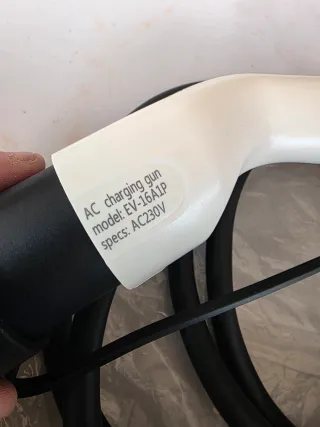 AC charging gun
model: EV-16A1P
specs: AC230V